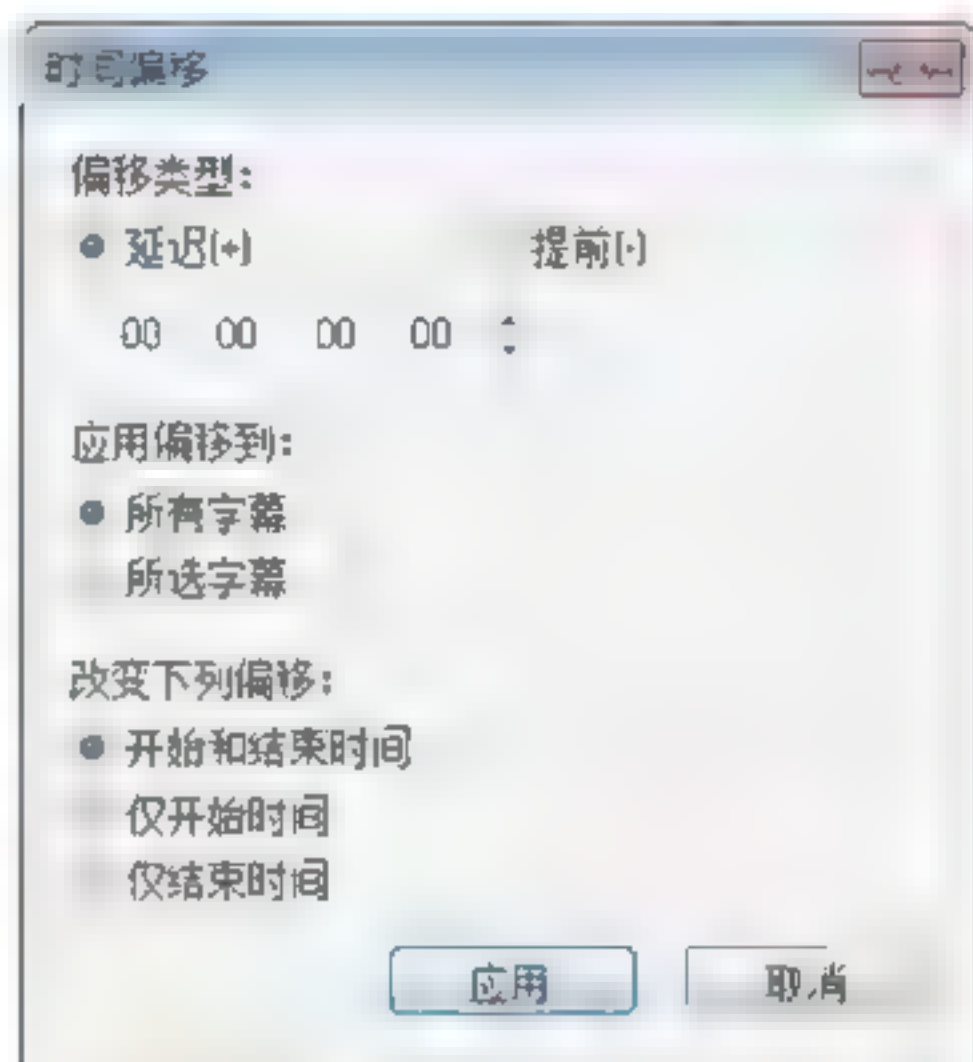 时间偏移
偏移类型:
延迟(+) 提前(-)
00 00 00 00
应用偏移到:
所有字幕
所选字幕
改变下列偏移:
开始和结束时间
仅开始时间
仅结束时间
应用 取消